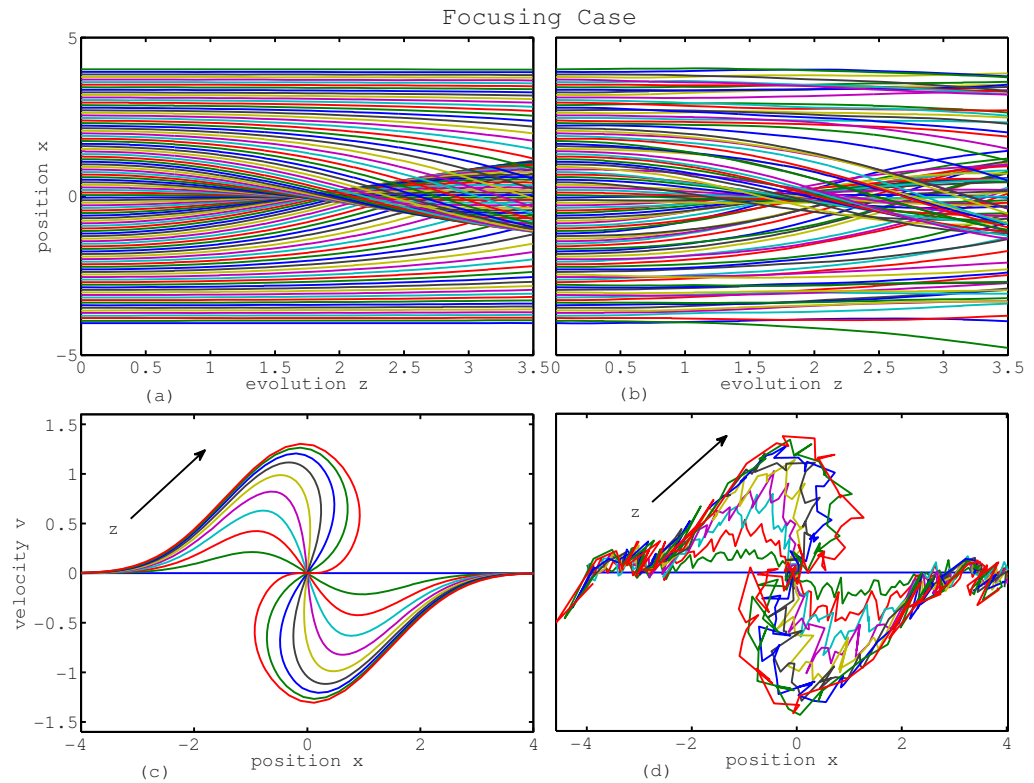 Focusing Case
5
0
−5
position x
0 0.5 1 1.5 2 2.5 3 3.5
evolution z
(a)
0 0.5 1 1.5 2 2.5 3 3.5
evolution z
(b)
1.5
1
0.5
0
−0.5
−1
−1.5
velocity v
z
−4 −2 0 2 4
position x
(c)
z
−4 −2 0 2 4
position x
(d)